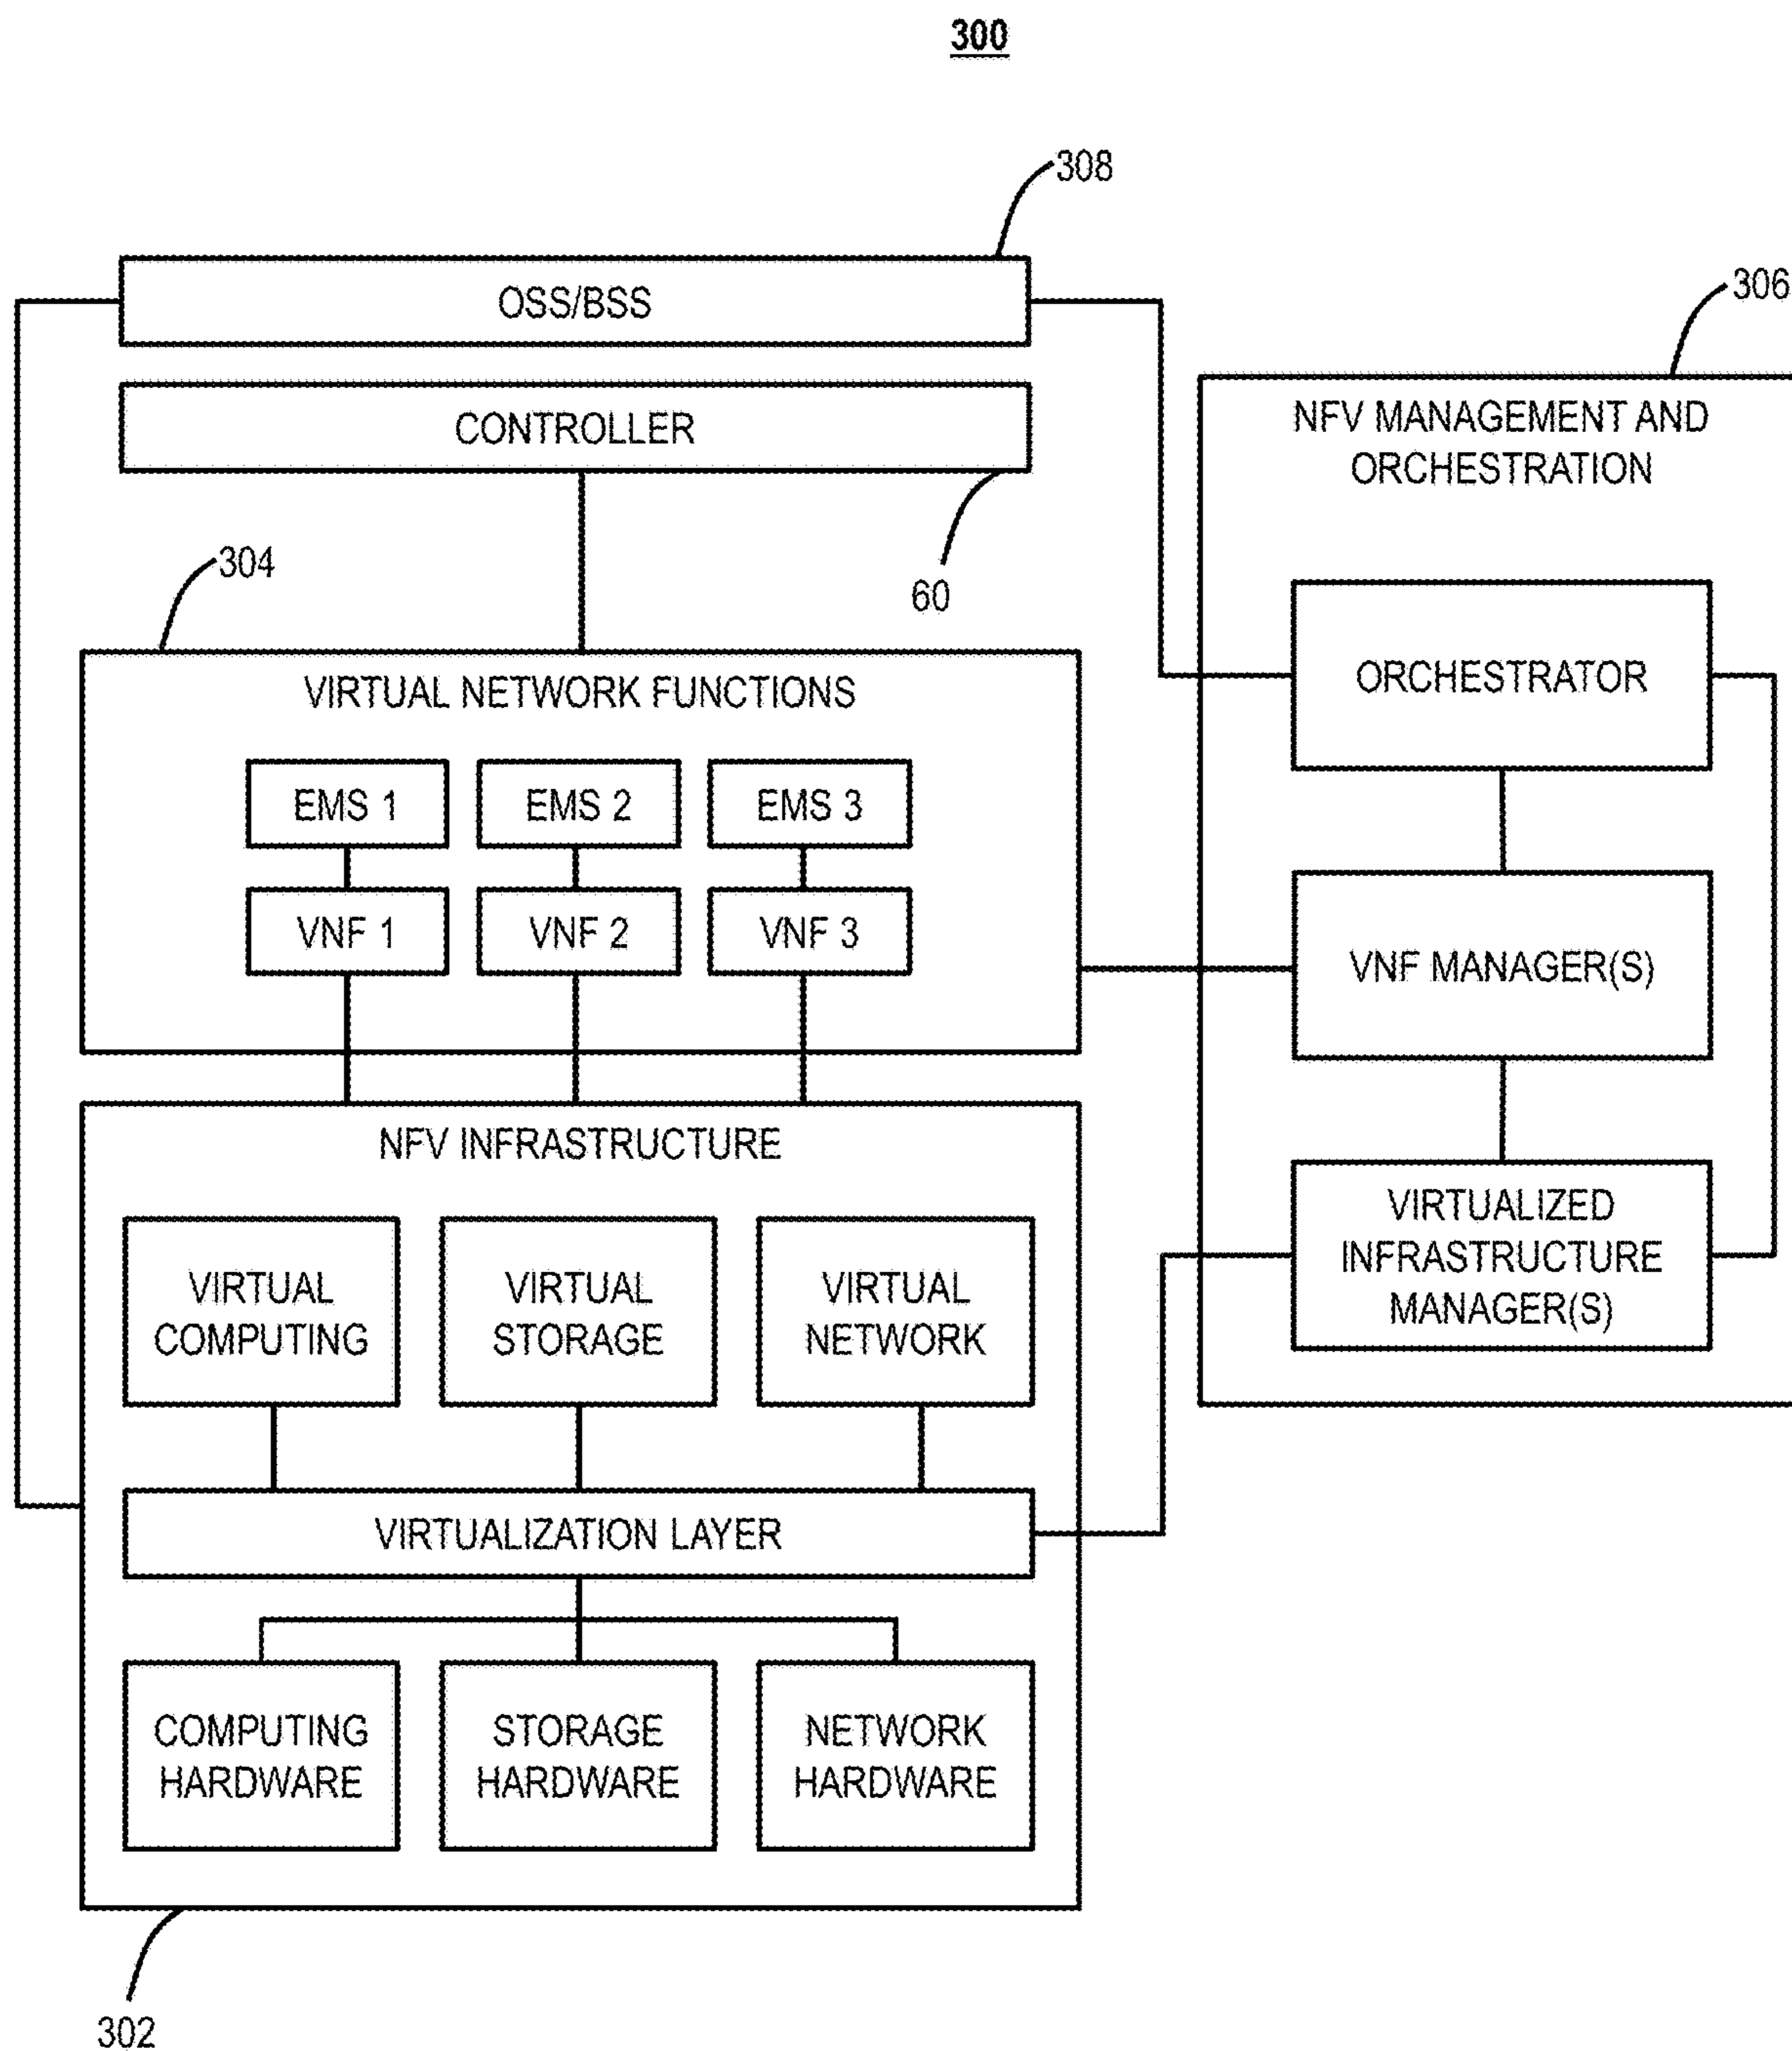 300
308
OSS/BSS
306
CONTROLLER
NFV MANAGEMENT AND
ORCHESTRATION
304
60
ORCHESTRATOR
VIRTUAL NETWORK FUNCTIONS
EMS 1
EMS 2
EMS 3
VNF 1
VNF 2
VNF 3
VNF MANAGER(S)
NFV INFRASTRUCTURE
VIRTUALIZED
INFRASTRUCTURE
MANAGER(S)
VIRTUAL
COMPUTING
VIRTUAL
STORAGE
VIRTUAL
NETWORK
VIRTUALIZATION LAYER
COMPUTING
HARDWARE
STORAGE
HARDWARE
NETWORK
HARDWARE
302